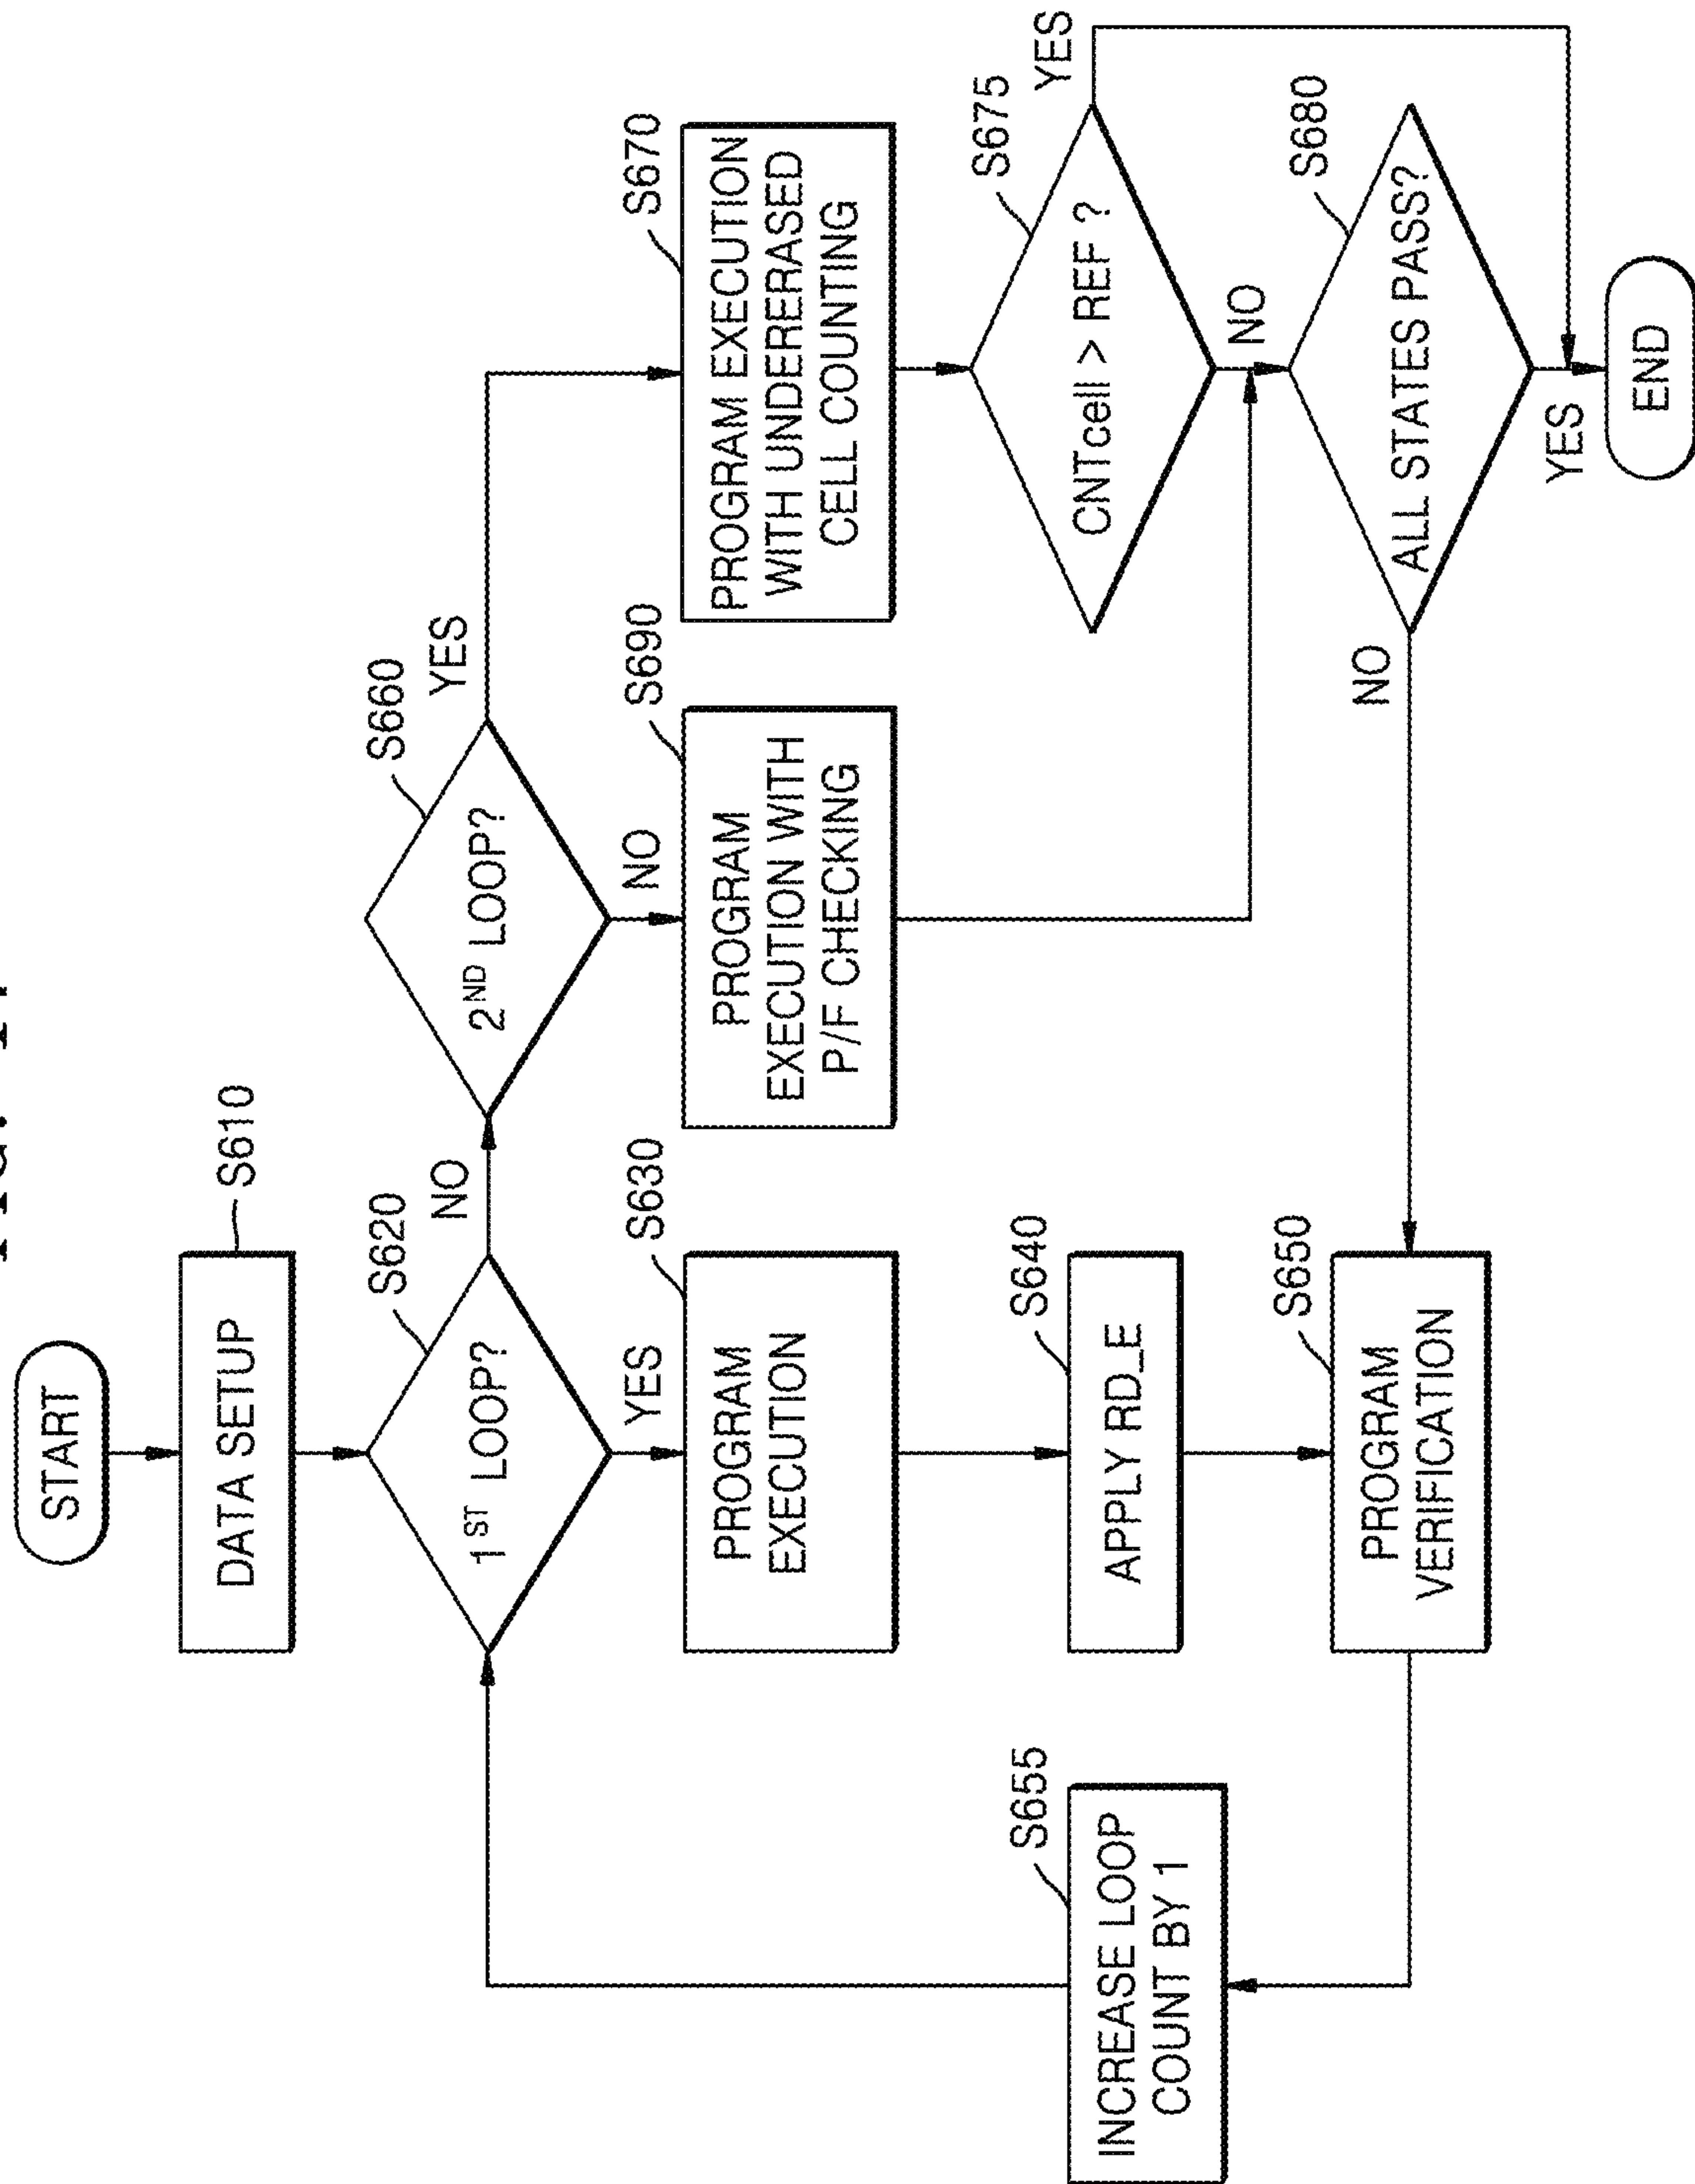 START
DATA SETUP
S610
1ST LOOP?
S620
NO
YES
2ND LOOP?
S660
YES
NO
PROGRAM
EXECUTION
S630
PROGRAM
EXECUTION WITH
P/F CHECKING
S690
PROGRAM EXECUTION
WITH UNDERERASED
CELL COUNTING
S670
APPLY RD_E
S640
INCREASE LOOP
COUNT BY 1
S655
CNTcell > REF ?
S675
YES
NO
PROGRAM
VERIFICATION
S650
ALL STATES PASS?
S680
NO
YES
END